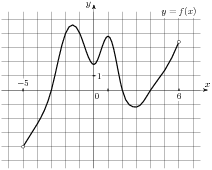 y y = f(x)
−5 x
1
0 6